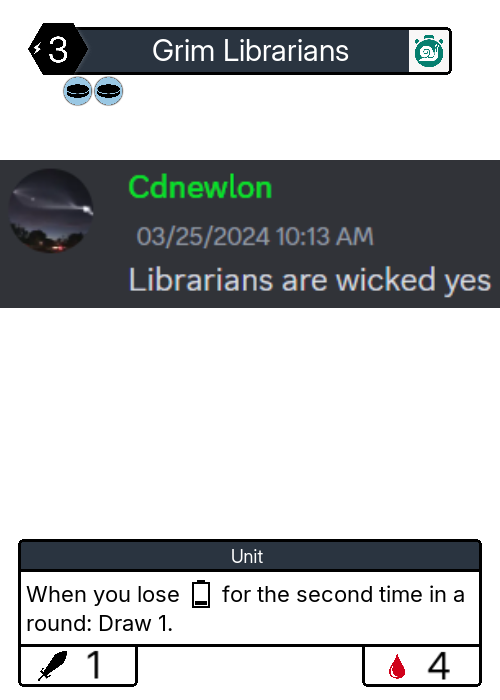 3 Grim Librarians
Cdnewlon
03/25/2024 10:13 AM
Librarians are wicked yes
Unit
When you lose for the second time in a
round: Draw 1.
1 4